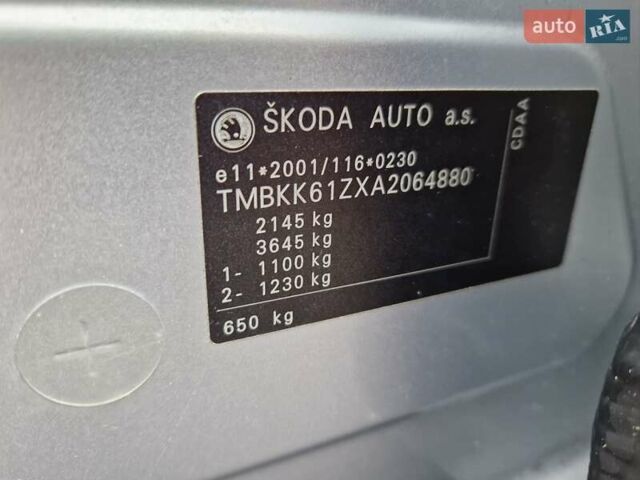 auto RIA.com
ŠKODA AUTO a.s.
CDAA
e11*2001/116*0230
TMBKK61ZXA2064880
2145 kg
3645 kg
1- 1100 kg
2- 1230 kg
650 kg